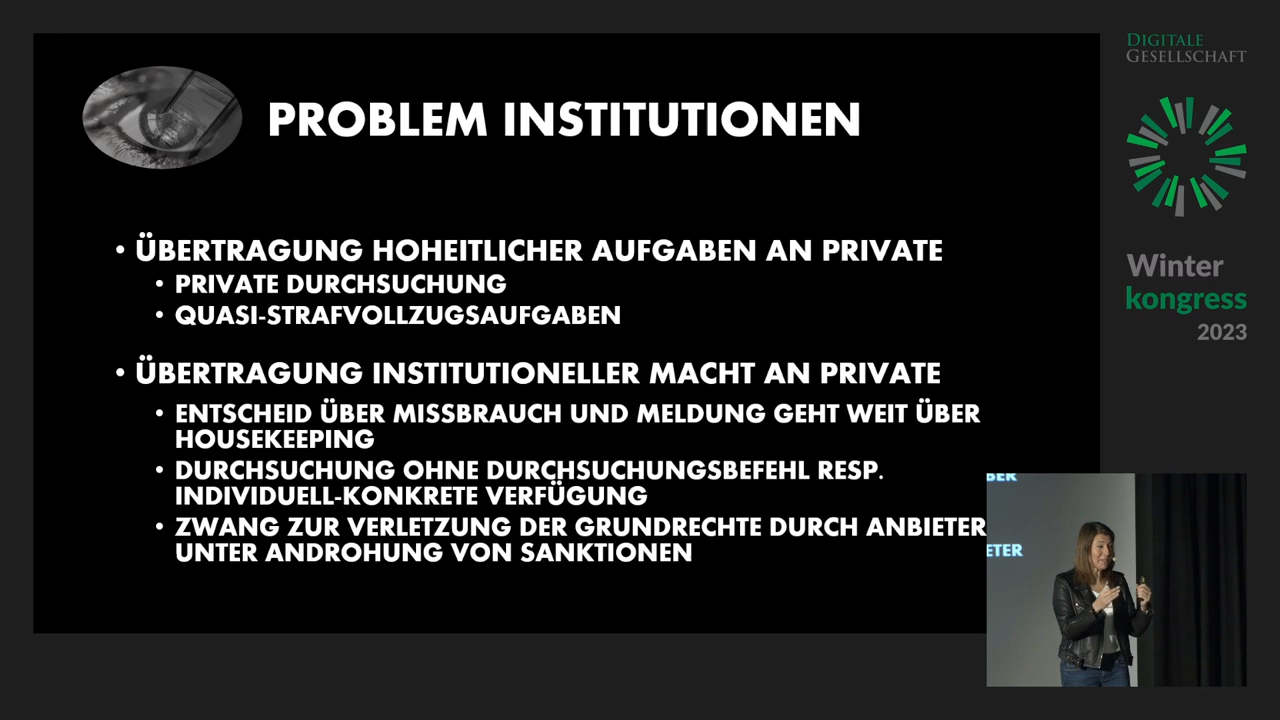 PROBLEM INSTITUTIONEN
• ÜBERTRAGUNG HOHEITLICHER AUFGABEN AN PRIVATE
• PRIVATE DURCHSUCHUNG
• QUASI-STRAFVOLLZUGSAUFGABEN
• ÜBERTRAGUNG INSTITUTIONELLER MACHT AN PRIVATE
• ENTSCHEID ÜBER MISSBRAUCH UND MELDUNG GEHT WEIT ÜBER
HOUSEKEEPING
• DURCHSUCHUNG OHNE DURCHSUCHUNGSBEFEHL RESP.
INDIVIDUELL-KONKRETE VERFÜGUNG
• ZWANG ZUR VERLETZUNG DER GRUNDRECHTE DURCH ANBIETER
UNTER ANDROHUNG VON SANKTIONEN
DIGITALE
GESELLSCHAFT
Winter
kongress
2023
BER
ETER